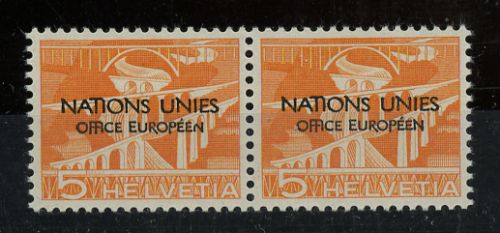 NATIONS UNIES
OFFICE EUROPÉEN
5 HELVETIA
NATIONS UNIES
OFFICE EUROPÉEN
5 HELVETIA